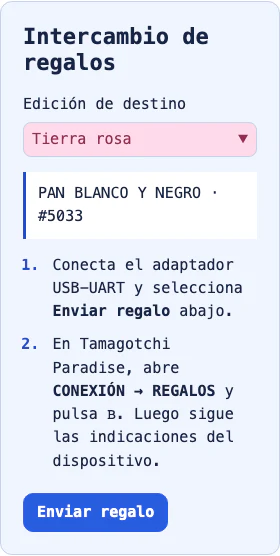 Intercambio de
regalos
Edición de destino
Tierra rosa ▼
PAN BLANCO Y NEGRO ·
#5033
1. Conecta el adaptador
USB-UART y selecciona
Enviar regalo abajo.
2. En Tamagotchi
Paradise, abre
CONEXIÓN → REGALOS y
pulsa B. Luego sigue
las indicaciones del
dispositivo.
Enviar regalo